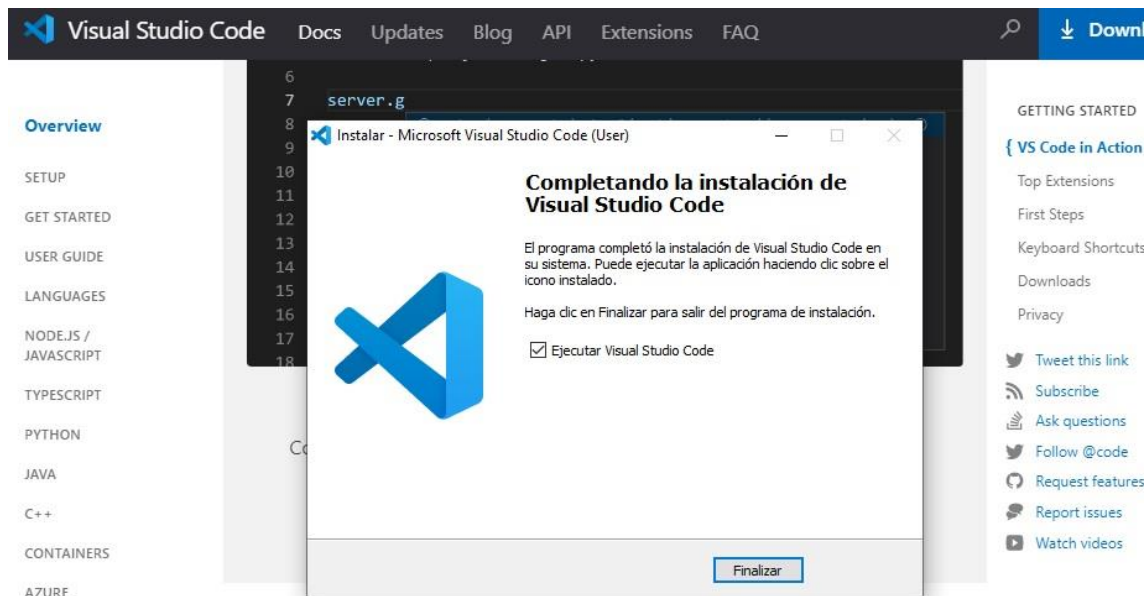 Visual Studio Code Docs Updates Blog API Extensions FAQ
Overview
SETUP
GET STARTED
USER GUIDE
LANGUAGES
NODE.JS /
JAVASCRIPT
TYPESCRIPT
PYTHON
JAVA
C++
CONTAINERS
AZURE
6
7 server.g
8
9
10
11
12
13
14
15
16
17
18
Instalar - Microsoft Visual Studio Code (User)
Completando la instalación de
Visual Studio Code
El programa completó la instalación de Visual Studio Code en
su sistema. Puede ejecutar la aplicación haciendo clic sobre el
icono instalado.
Haga clic en Finalizar para salir del programa de instalación.
Ejecutar Visual Studio Code
Finalizar
GETTING STARTED
{ VS Code in Action
Top Extensions
First Steps
Keyboard Shortcuts
Downloads
Privacy
Tweet this link
Subscribe
Ask questions
Follow @code
Request features
Report issues
Watch videos